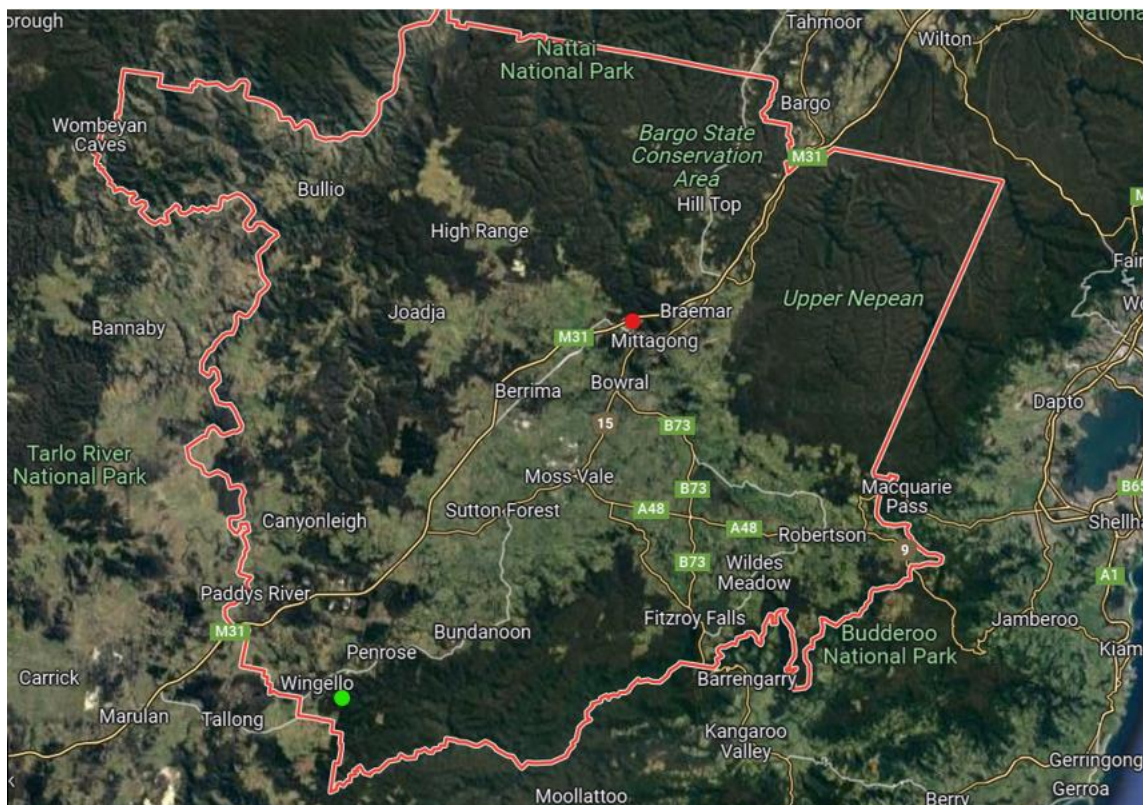 orough
Tahmoor
National
Wilton
Nattai
National Park
Bargo
Wombeyan
Caves
Bargo State
Conservation
Area
M31
Bullio
Hill Top
High Range
Fai
Upper Nepean
Bannaby
Joadja
Braemar
M31
Mittagong
Berrima
Bowral
Dapto
15
B73
Tarlo River
National Park
Moss Vale
B73
Macquarie
Pass
B65
Sutton Forest
A48
Canyonleigh
A48
Robertson
Shellha
9
B73
Wildes
Meadow
A1
Paddys River
Fitzroy Falls
Jamberoo
M31
Bundanoon
Budderoo
National Park
Penrose
Kiam
Carrick
Wingello
Barrengarry
Marulan
Tallong
Kangaroo
Valley
Gerringong
Moollattoo
Berry
Gerroa